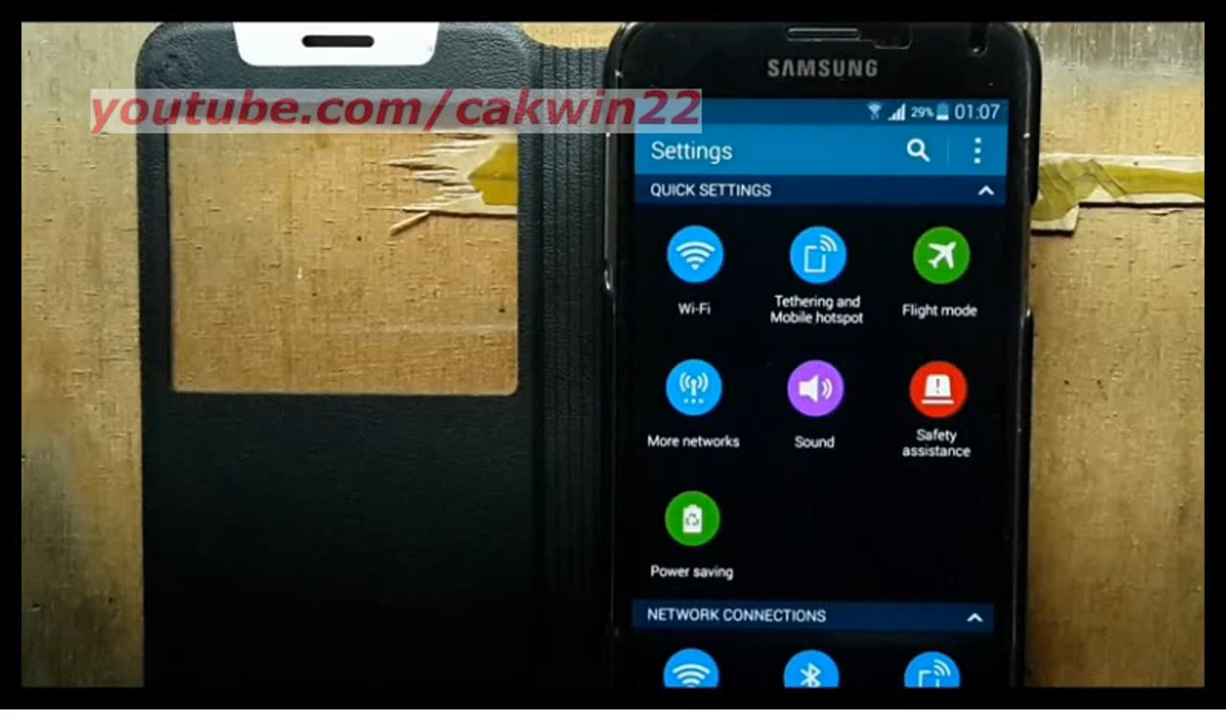 SAMSUNG
youtube.com/cakwin22
29% 01:07
Settings
QUICK SETTINGS
Wi-Fi
Tethering and
Mobile hotspot
Flight mode
More networks
Sound
Safety
assistance
Power saving
NETWORK CONNECTIONS